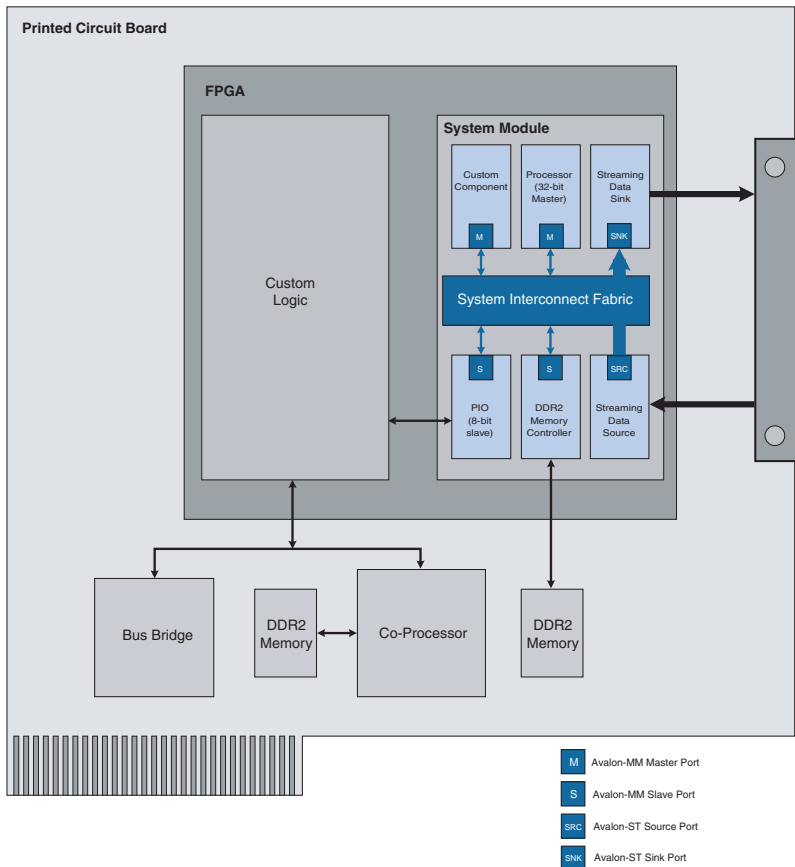 Printed Circuit Board
FPGA
System Module
Custom
Component
M
Processor
(32-bit
Master)
M
Streaming
Data
Sink
SNK
Custom
Logic
System Interconnect Fabric
S
PIO
(8-bit
slave)
S
DDR2
Memory
Controller
SRC
Streaming
Data
Source
Bus Bridge
DDR2
Memory
Co-Processor
DDR2
Memory
M Avalon-MM Master Port
S Avalon-MM Slave Port
SRC Avalon-ST Source Port
SNK Avalon-ST Sink Port